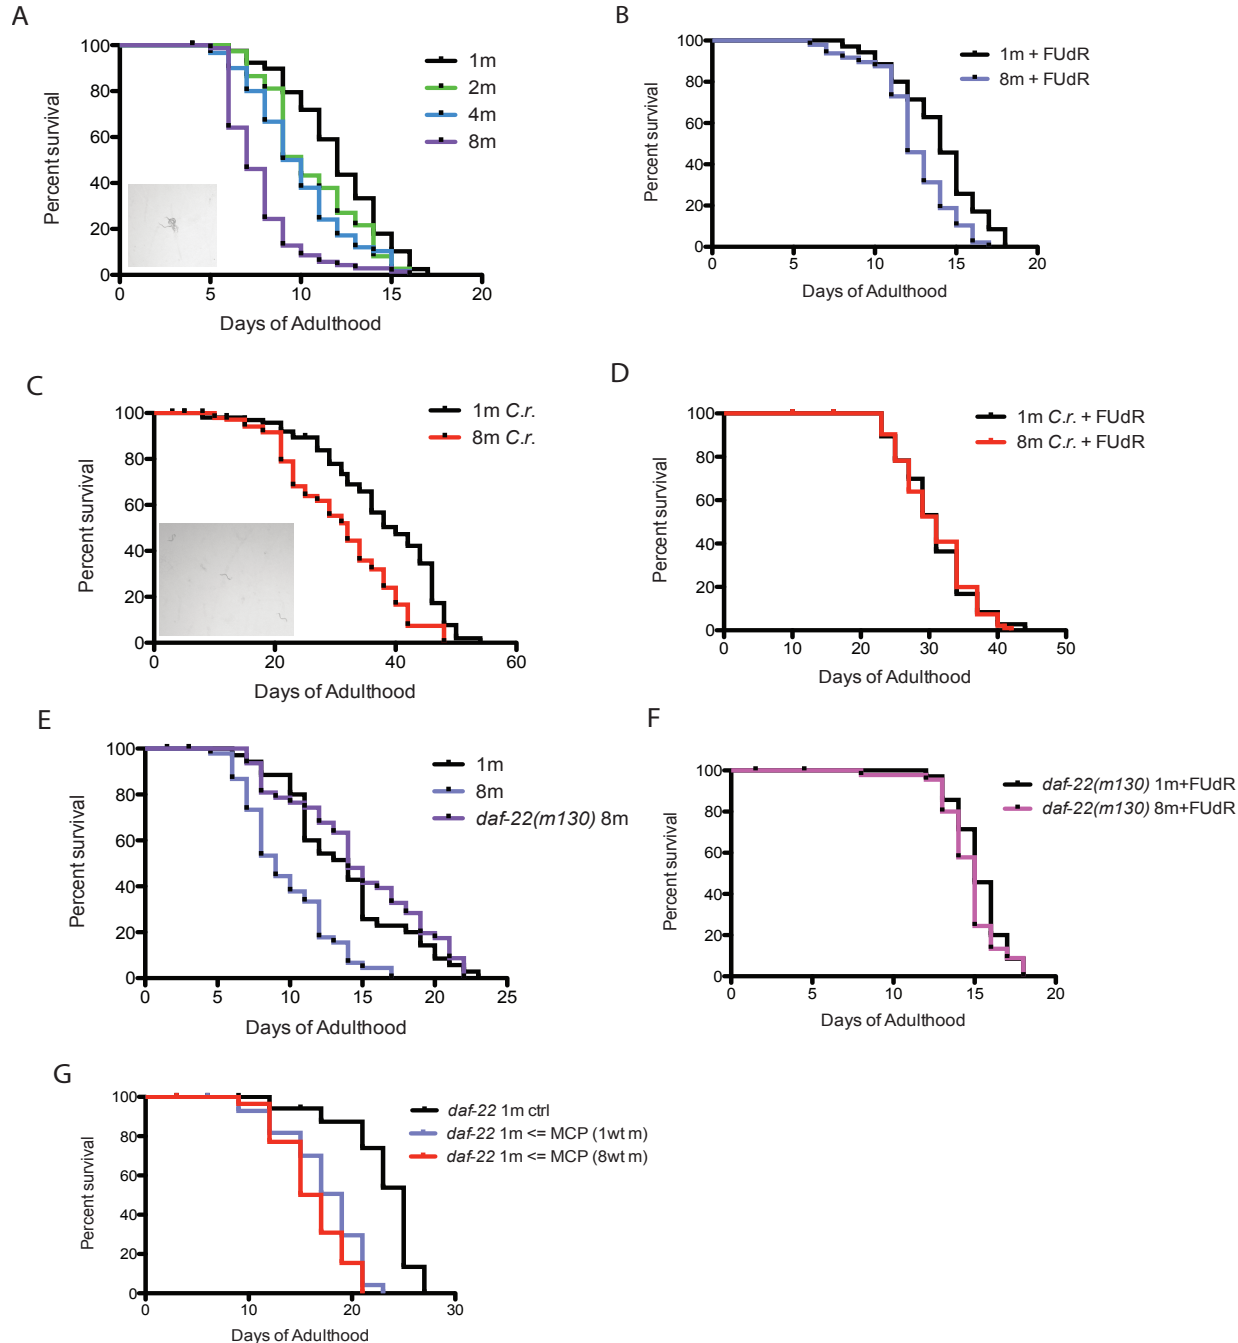 A
100
80
60
40
20
0
Percent survival
0 5 10 15 20
Days of Adulthood
1m
2m
4m
8m
B
100
80
60
40
20
0
Percent survival
0 5 10 15 20
Days of Adulthood
1m + FUdR
8m + FUdR
C
100
80
60
40
20
0
Percent survival
0 20 40 60
Days of Adulthood
1m C.r.
8m C.r.
D
100
80
60
40
20
0
Percent survival
0 10 20 30 40 50
Days of Adulthood
1m C.r. + FUdR
8m C.r. + FUdR
E
100
80
60
40
20
0
Percent survival
0 5 10 15 20 25
Days of Adulthood
1m
8m
daf-22(m130) 8m
F
100
80
60
40
20
0
Percent survival
0 5 10 15 20
Days of Adulthood
daf-22(m130) 1m+FUdR
daf-22(m130) 8m+FUdR
G
100
80
60
40
20
0
Percent survival
0 10 20 30
Days of Adulthood
daf-22 1m ctrl
daf-22 1m <= MCP (1wt m)
daf-22 1m <= MCP (8wt m)